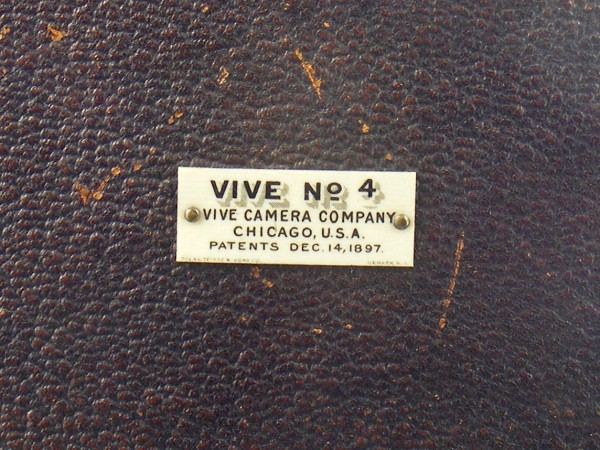 VIVE No 4
VIVE CAMERA COMPANY
CHICAGO, U.S.A.
PATENTS DEC. 14, 1897.